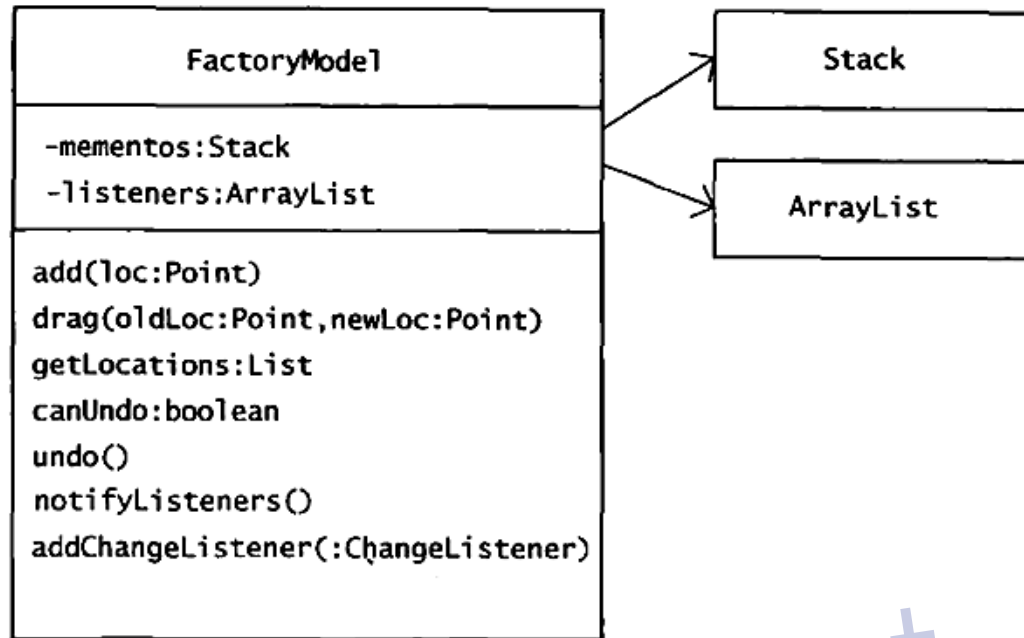 FactoryModel
-mementos:Stack
-listeners:ArrayList
add(loc:Point)
drag(oldLoc:Point,newLoc:Point)
getLocations:List
canUndo:boolean
undo()
notifyListeners()
addChangeListener(:ChangeListener)
Stack
ArrayList